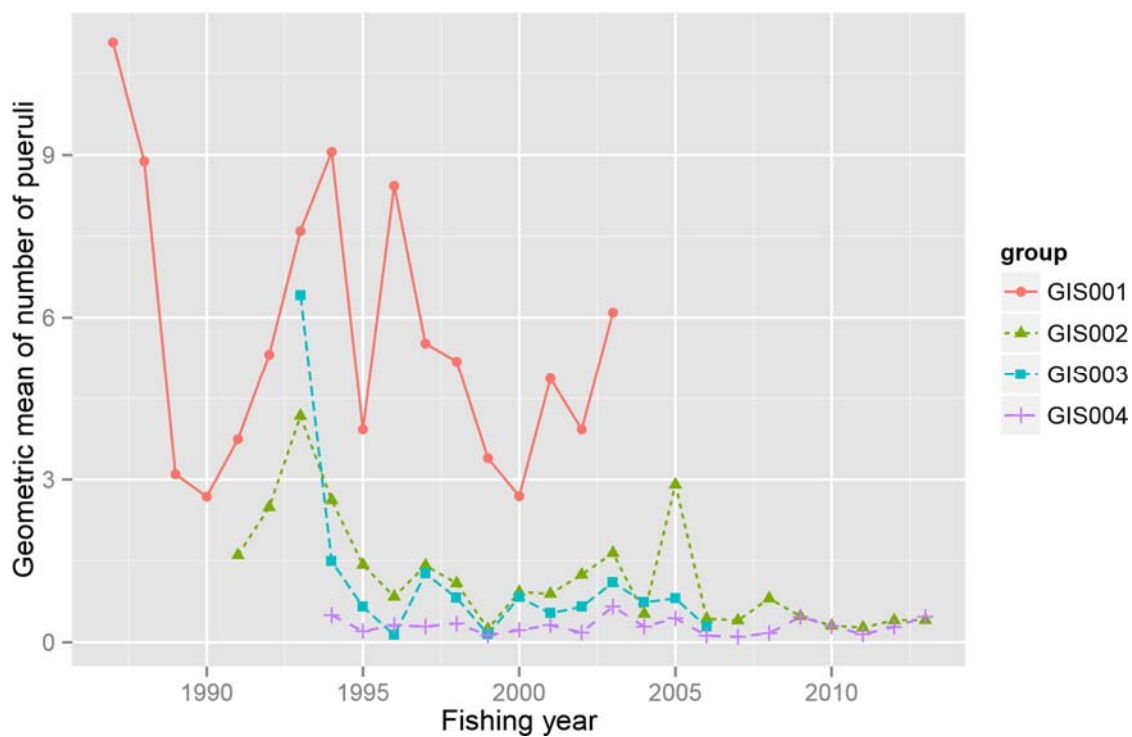 Geometric mean of number of pueruli
9
6
3
0
1990 1995 2000 2005 2010
Fishing year
group
GIS001
GIS002
GIS003
GIS004